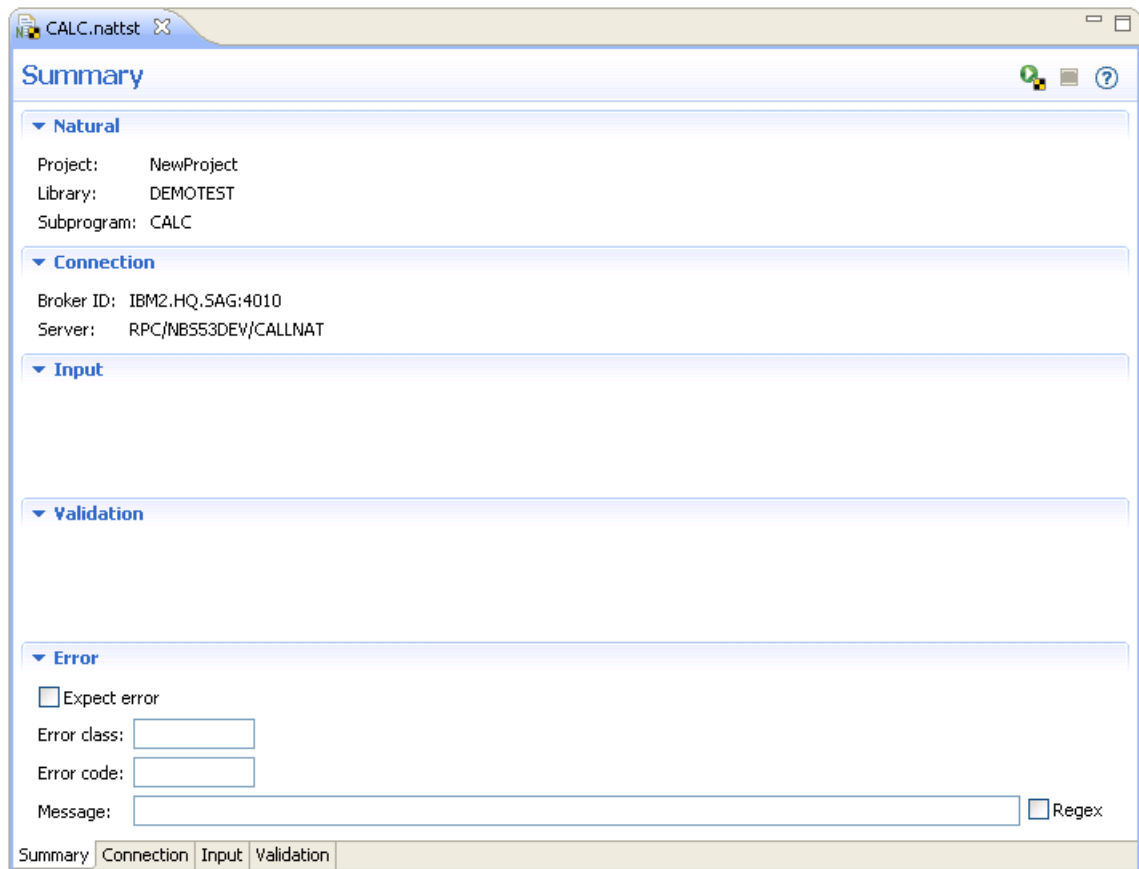 CALC.nattst
Summary
Natural
Project: NewProject
Library: DEMOTEST
Subprogram: CALC
Connection
Broker ID: IBM2.HQ.SAG:4010
Server: RPC/NBS53DEV/CALLNAT
Input
Validation
Error
Expect error
Error class:
Error code:
Message: Regex
Summary Connection Input Validation